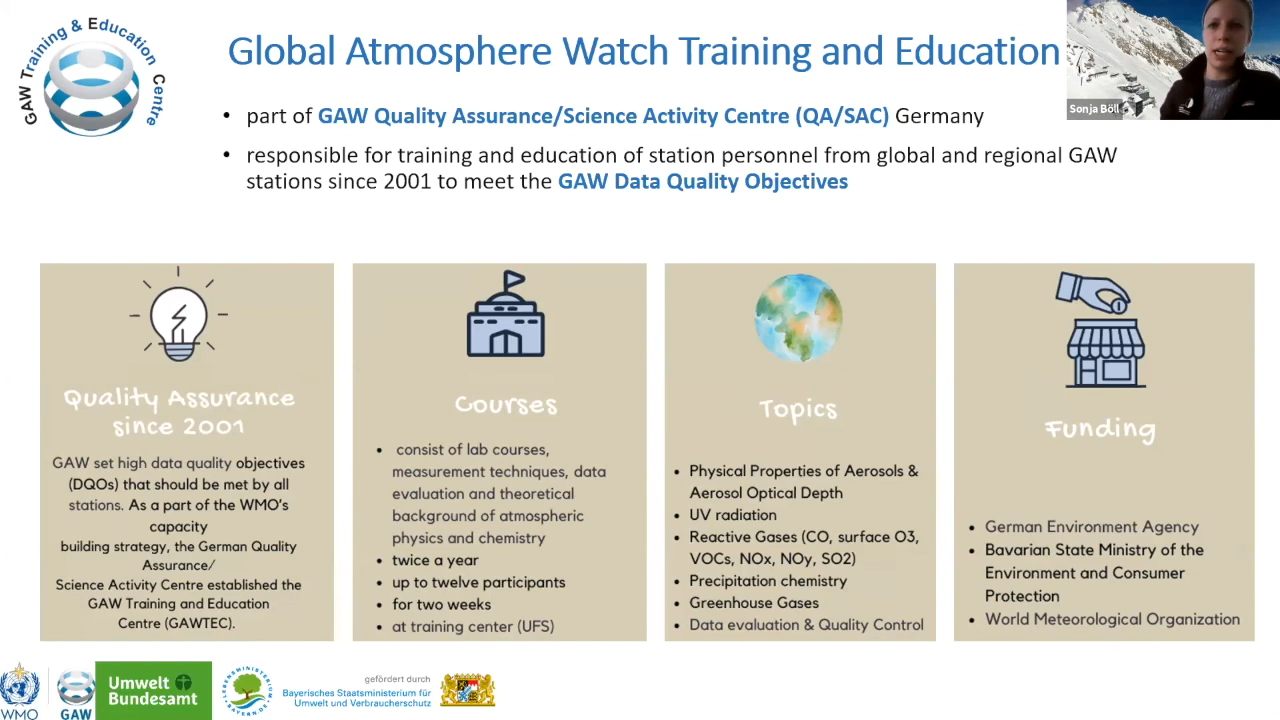 GAW Training & Education Centre
Global Atmosphere Watch Training and Education
Sonja Böll
• part of GAW Quality Assurance/Science Activity Centre (QA/SAC) Germany
• responsible for training and education of station personnel from global and regional GAW
stations since 2001 to meet the GAW Data Quality Objectives
Quality Assurance
since 2001
GAW set high data quality objectives
(DQOs) that should be met by all
stations. As a part of the WMO's
capacity
building strategy, the German Quality
Assurance/
Science Activity Centre established the
GAW Training and Education
Centre (GAWTEC).
Courses
• consist of lab courses,
measurement techniques, data
evaluation and theoretical
background of atmospheric
physics and chemistry
• twice a year
• up to twelve participants
• for two weeks
• at training center (UFS)
Topics
• Physical Properties of Aerosols &
Aerosol Optical Depth
• UV radiation
• Reactive Gases (CO, surface O3,
VOCs, NOx, NOy, SO2)
• Precipitation chemistry
• Greenhouse Gases
• Data evaluation & Quality Control
Funding
• German Environment Agency
• Bavarian State Ministry of the
Environment and Consumer
Protection
• World Meteorological Organization
WMO
GAW
Umwelt
Bundesamt
LEBENSMINISTERIUM
BAYERN.DE
gefördert durch
Bayerisches Staatsministerium für
Umwelt und Verbraucherschutz